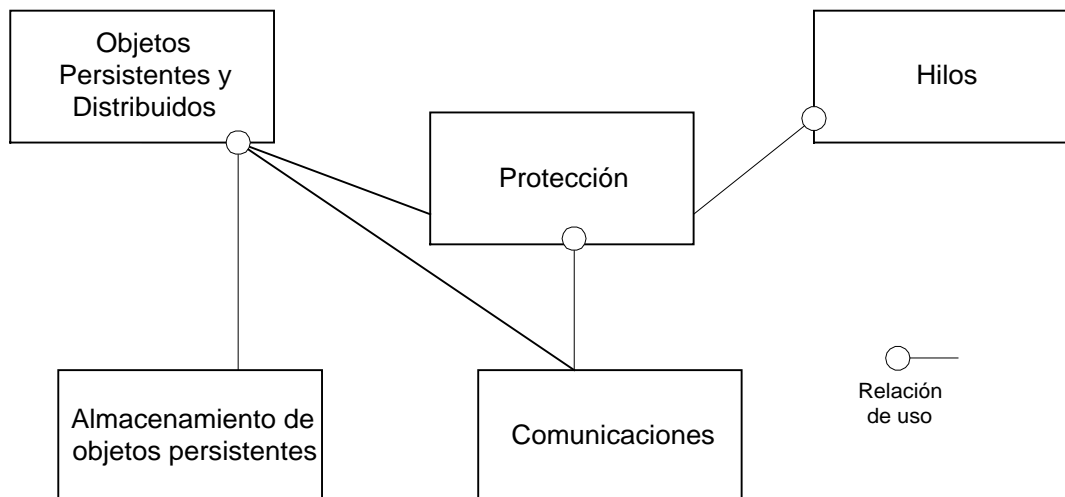 Objetos
Persistentes y
Distribuidos
Hilos
Protección
Almacenamiento de
objetos persistentes
Comunicaciones
Relación
de uso